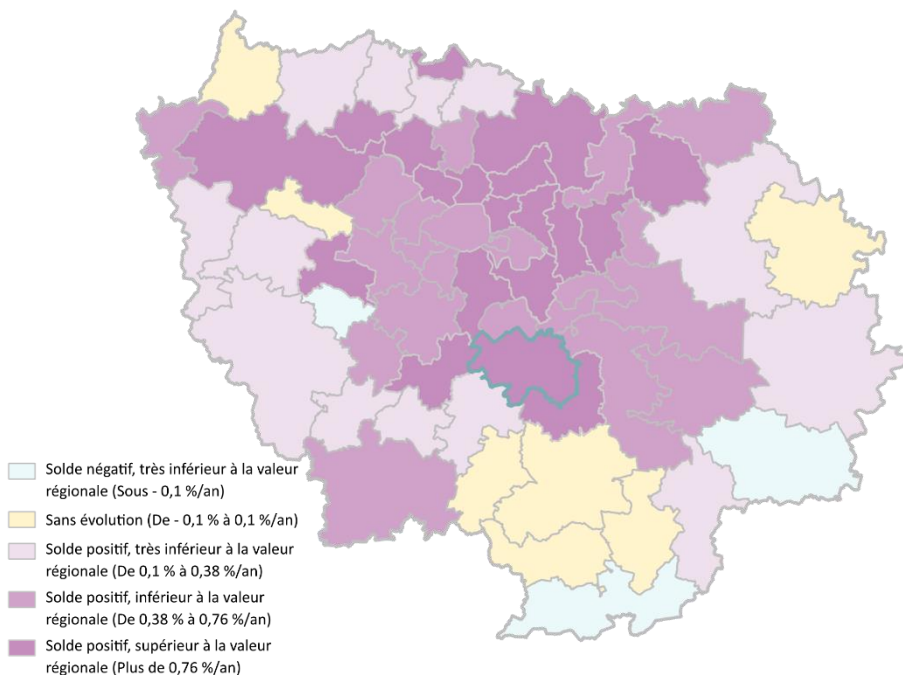 Solde négatif, très inférieur à la valeur
régionale (Sous - 0,1 %/an)
Sans évolution (De - 0,1 % à 0,1 %/an)
Solde positif, très inférieur à la valeur
régionale (De 0,1 % à 0,38 %/an)
Solde positif, inférieur à la valeur
régionale (De 0,38 % à 0,76 %/an)
Solde positif, supérieur à la valeur
régionale (Plus de 0,76 %/an)